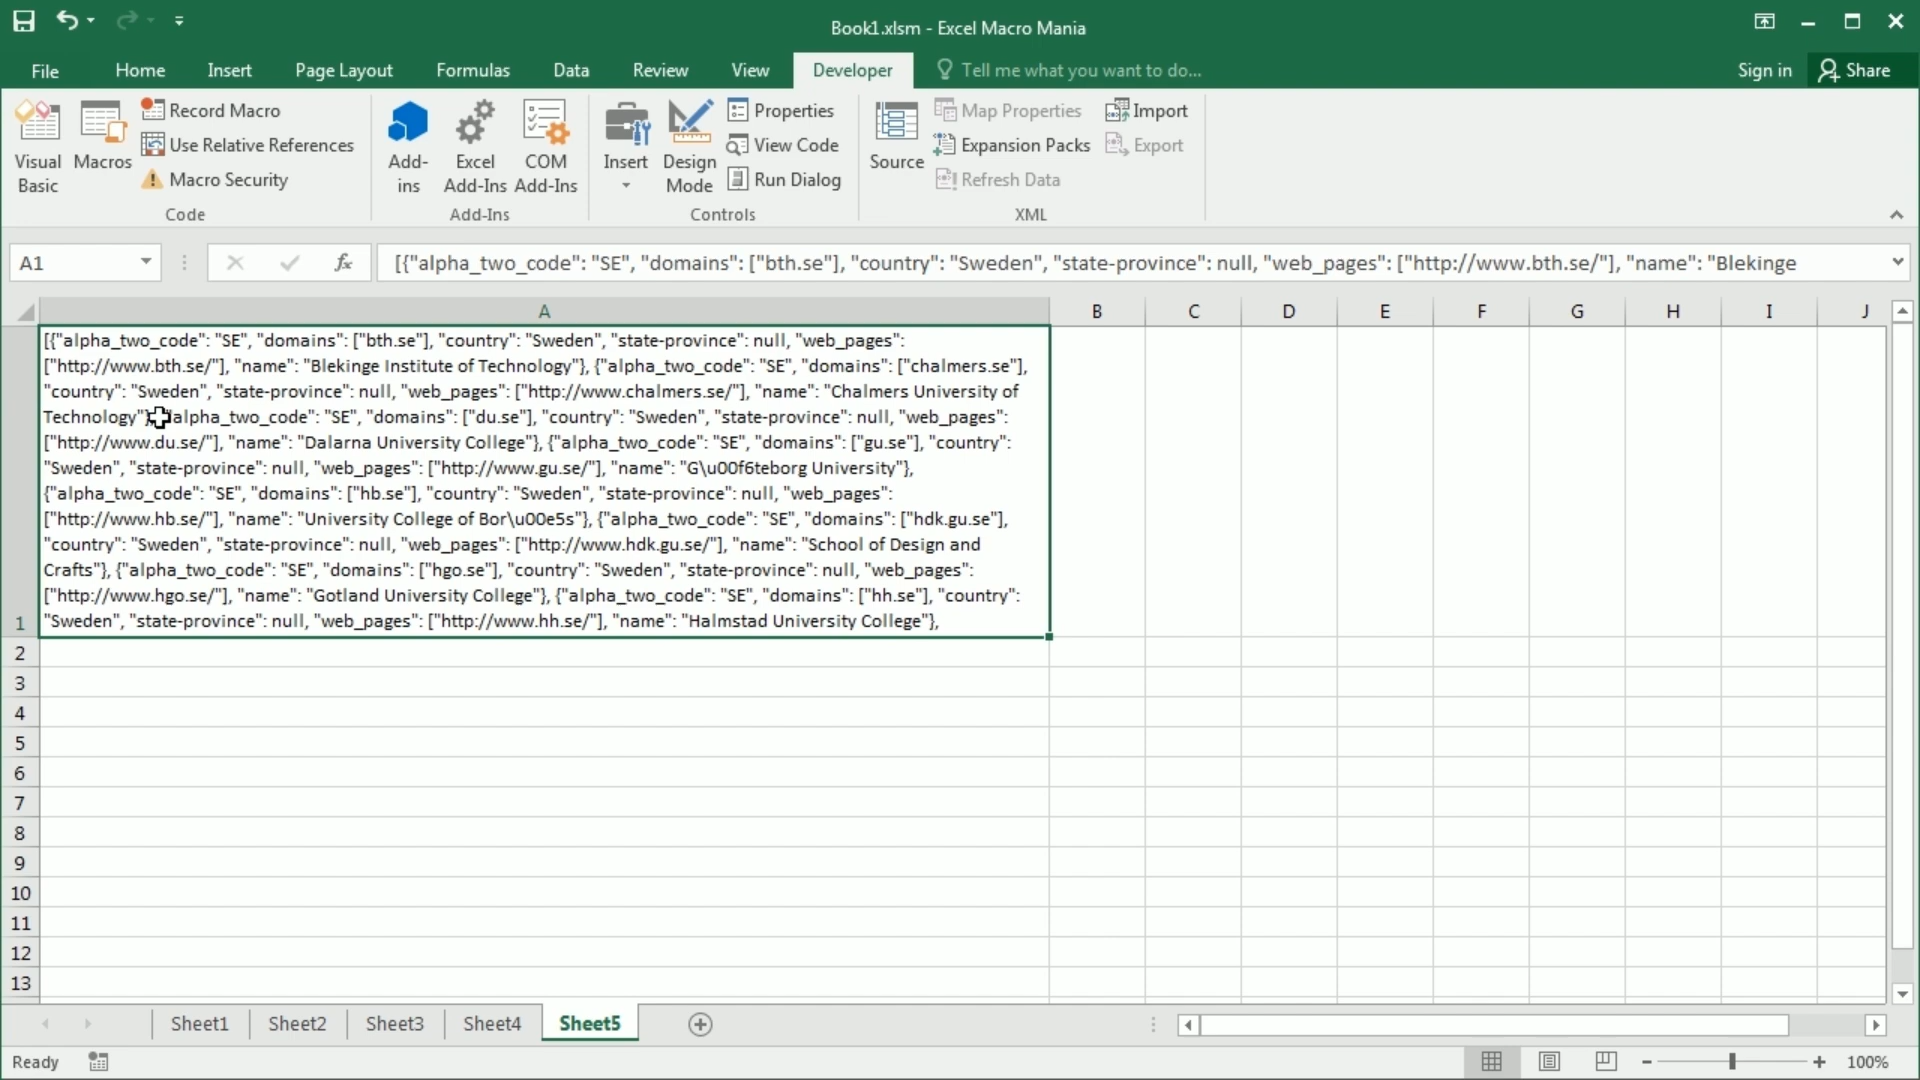 Book1.xlsm - Excel Macro Mania
File Home Insert Page Layout Formulas Data Review View Developer Tell me what you want to do... Sign in Share
Visual Basic
Macros
Record Macro
Use Relative References
Macro Security
Code
Add-ins
Excel Add-Ins
COM Add-Ins
Add-Ins
Insert
Design Mode
Properties
View Code
Run Dialog
Controls
Source
Map Properties
Expansion Packs
Refresh Data
Import
Export
XML
A1 fx [{"alpha_two_code": "SE", "domains": ["bth.se"], "country": "Sweden", "state-province": null, "web_pages": ["http://www.bth.se/"], "name": "Blekinge
A B C D E F G H I J
[{"alpha_two_code": "SE", "domains": ["bth.se"], "country": "Sweden", "state-province": null, "web_pages":
["http://www.bth.se/"], "name": "Blekinge Institute of Technology"}, {"alpha_two_code": "SE", "domains": ["chalmers.se"],
"country": "Sweden", "state-province": null, "web_pages": ["http://www.chalmers.se/"], "name": "Chalmers University of
Technology"}, "alpha_two_code": "SE", "domains": ["du.se"], "country": "Sweden", "state-province": null, "web_pages":
["http://www.du.se/"], "name": "Dalarna University College"}, {"alpha_two_code": "SE", "domains": ["gu.se"], "country":
"Sweden", "state-province": null, "web_pages": ["http://www.gu.se/"], "name": "G\u00f6teborg University"},
{"alpha_two_code": "SE", "domains": ["hb.se"], "country": "Sweden", "state-province": null, "web_pages":
["http://www.hb.se/"], "name": "University College of Bor\u00e5s"}, {"alpha_two_code": "SE", "domains": ["hdk.gu.se"],
"country": "Sweden", "state-province": null, "web_pages": ["http://www.hdk.gu.se/"], "name": "School of Design and
Crafts"}, {"alpha_two_code": "SE", "domains": ["hgo.se"], "country": "Sweden", "state-province": null, "web_pages":
["http://www.hgo.se/"], "name": "Gotland University College"}, {"alpha_two_code": "SE", "domains": ["hh.se"], "country":
1 "Sweden", "state-province": null, "web_pages": ["http://www.hh.se/"], "name": "Halmstad University College"},
2
3
4
5
6
7
8
9
10
11
12
13
Sheet1 Sheet2 Sheet3 Sheet4 Sheet5
Ready 100%